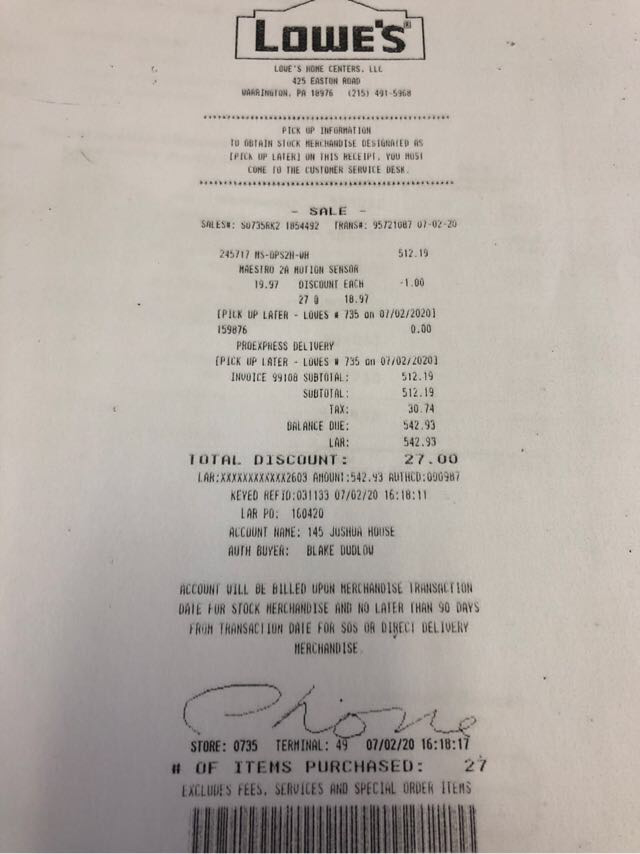 LOWE'S®
LOWE'S HOME CENTERS, LLC
425 EASTON ROAD
WARRINGTON, PA 18976 (215) 491-5968
************************************************
PICK UP INFORMATION
TO OBTAIN STOCK MERCHANDISE DESIGNATED AS
[PICK UP LATER] ON THIS RECEIPT, YOU MUST
COME TO THE CUSTOMER SERVICE DESK.
************************************************
- SALE -
SALES#: S0735RK2 1854492 TRANS#: 95721087 07-02-20
245717 MS-OPS2H-WH 512.19
MAESTRO 2A MOTION SENSOR
19.97 DISCOUNT EACH -1.00
27 @ 18.97
[PICK UP LATER - LOWES # 735 on 07/02/2020]
159876 0.00
PROEXPRESS DELIVERY
[PICK UP LATER - LOWES # 735 on 07/02/2020]
INVOICE 99108 SUBTOTAL: 512.19
SUBTOTAL: 512.19
TAX: 30.74
BALANCE DUE: 542.93
LAR: 542.93
TOTAL DISCOUNT: 27.00
LAR:XXXXXXXXXXXX2603 AMOUNT:542.93 AUTHCD:000987
KEYED REFID:031133 07/02/20 16:18:11
LAR PO: 160420
ACCOUNT NAME: 145 JUSHUA HOUSE
AUTH BUYER: BLAKE DUDLOW
ACCOUNT WILL BE BILLED UPON MERCHANDISE TRANSACTION
DATE FOR STOCK MERCHANDISE AND NO LATER THAN 90 DAYS
FROM TRANSACTION DATE FOR SOS OR DIRECT DELIVERY
MERCHANDISE.
Phone
STORE: 0735 TERMINAL: 49 07/02/20 16:18:17
# OF ITEMS PURCHASED: 27
EXCLUDES FEES, SERVICES AND SPECIAL ORDER ITEMS